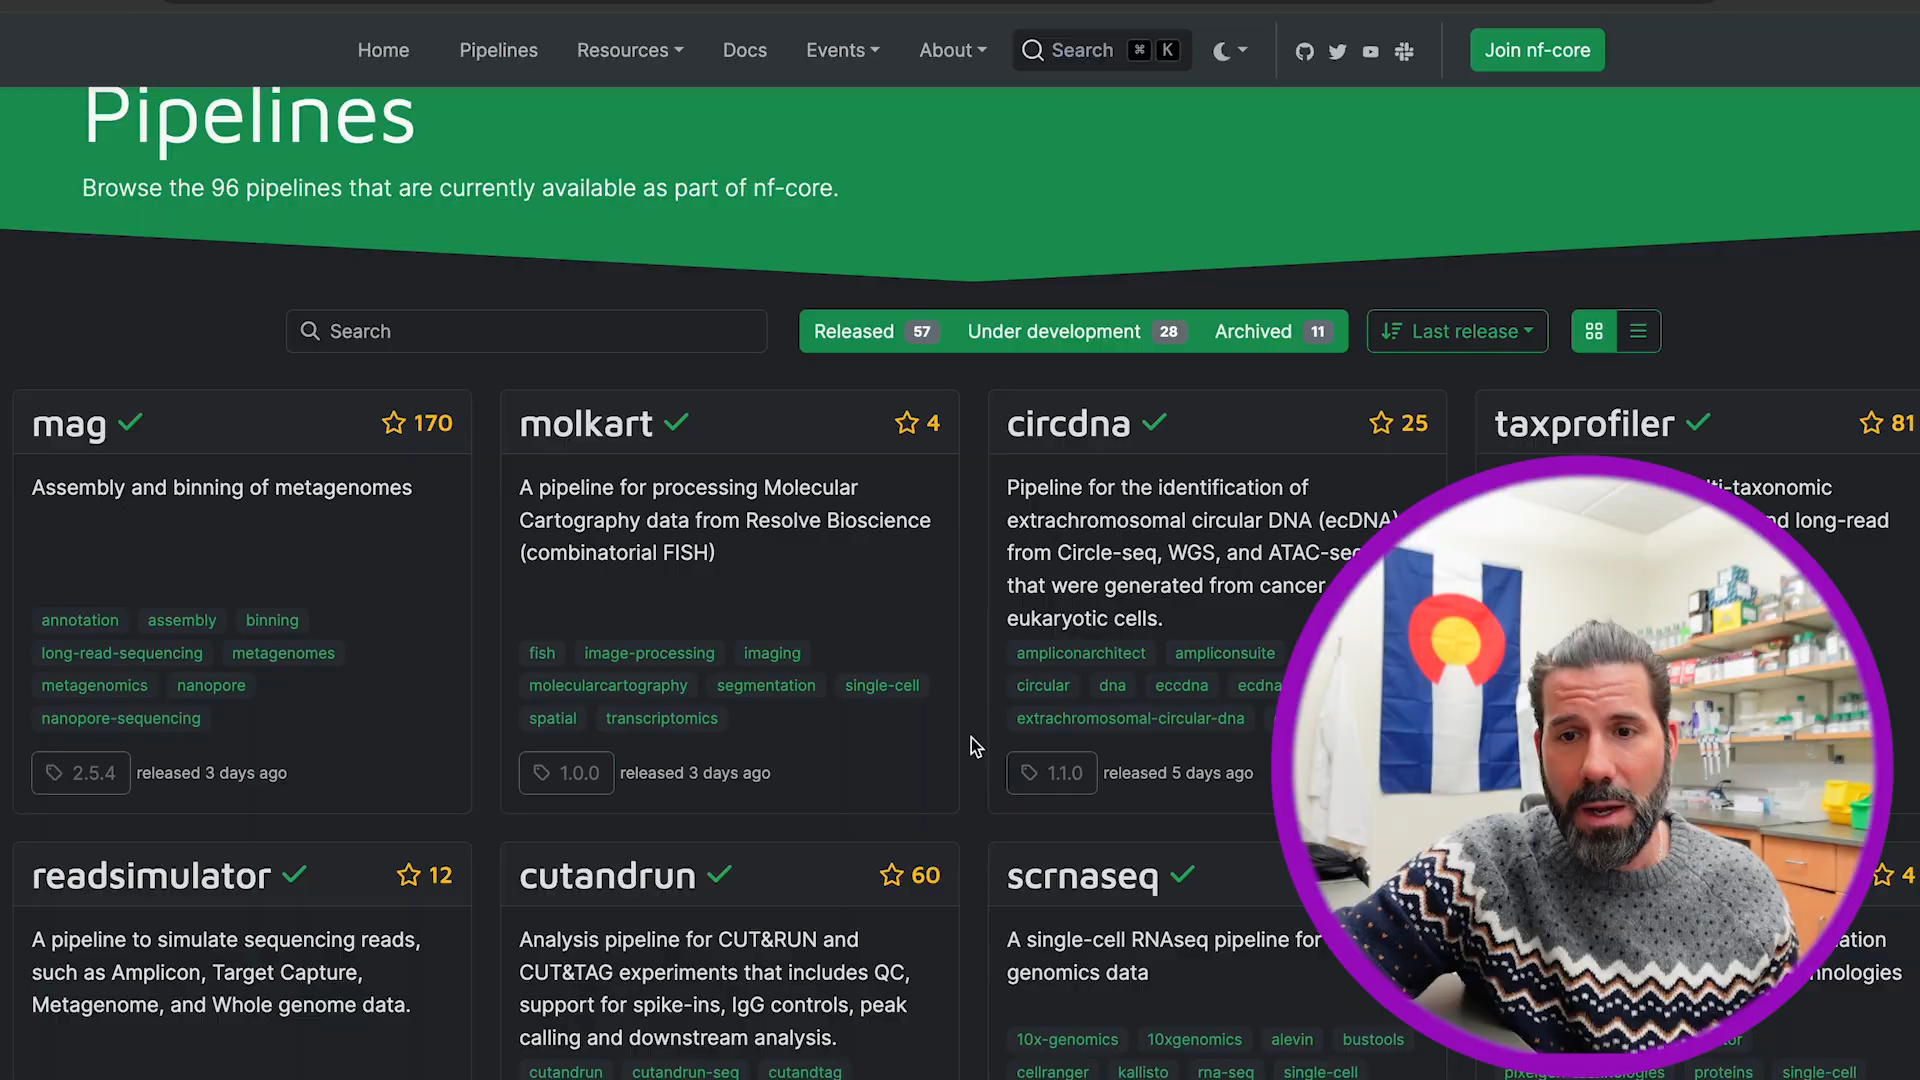 Home Pipelines Resources Docs Events About Search ⌘ K Join nf-core
Pipelines
Browse the 96 pipelines that are currently available as part of nf-core.
Search
Released 57 Under development 28 Archived 11 Last release
mag 170
Assembly and binning of metagenomes
annotation assembly binning
long-read-sequencing metagenomes
metagenomics nanopore
nanopore-sequencing
2.5.4 released 3 days ago
molkart 4
A pipeline for processing Molecular
Cartography data from Resolve Bioscience
(combinatorial FISH)
fish image-processing imaging
molecularcartography segmentation single-cell
spatial transcriptomics
1.0.0 released 3 days ago
circdna 25
Pipeline for the identification of
extrachromosomal circular DNA (ecDNA)
from Circle-seq, WGS, and ATAC-seq
that were generated from cancer
eukaryotic cells.
ampliconarchitect ampliconsuite
circular dna eccdna ecdna
extrachromosomal-circular-dna
1.1.0 released 5 days ago
taxprofiler 81
lti-taxonomic
nd long-read
readsimulator 12
A pipeline to simulate sequencing reads,
such as Amplicon, Target Capture,
Metagenome, and Whole genome data.
cutandrun 60
Analysis pipeline for CUT&RUN and
CUT&TAG experiments that includes QC,
support for spike-ins, IgG controls, peak
calling and downstream analysis.
cutandrun cutandrun-seq cutandtag
scrnaseq
A single-cell RNAseq pipeline for
genomics data
10x-genomics 10xgenomics alevin bustools
cellranger kallisto rna-seq single-cell
4
ation
hnologies
tor
proteins single-cell